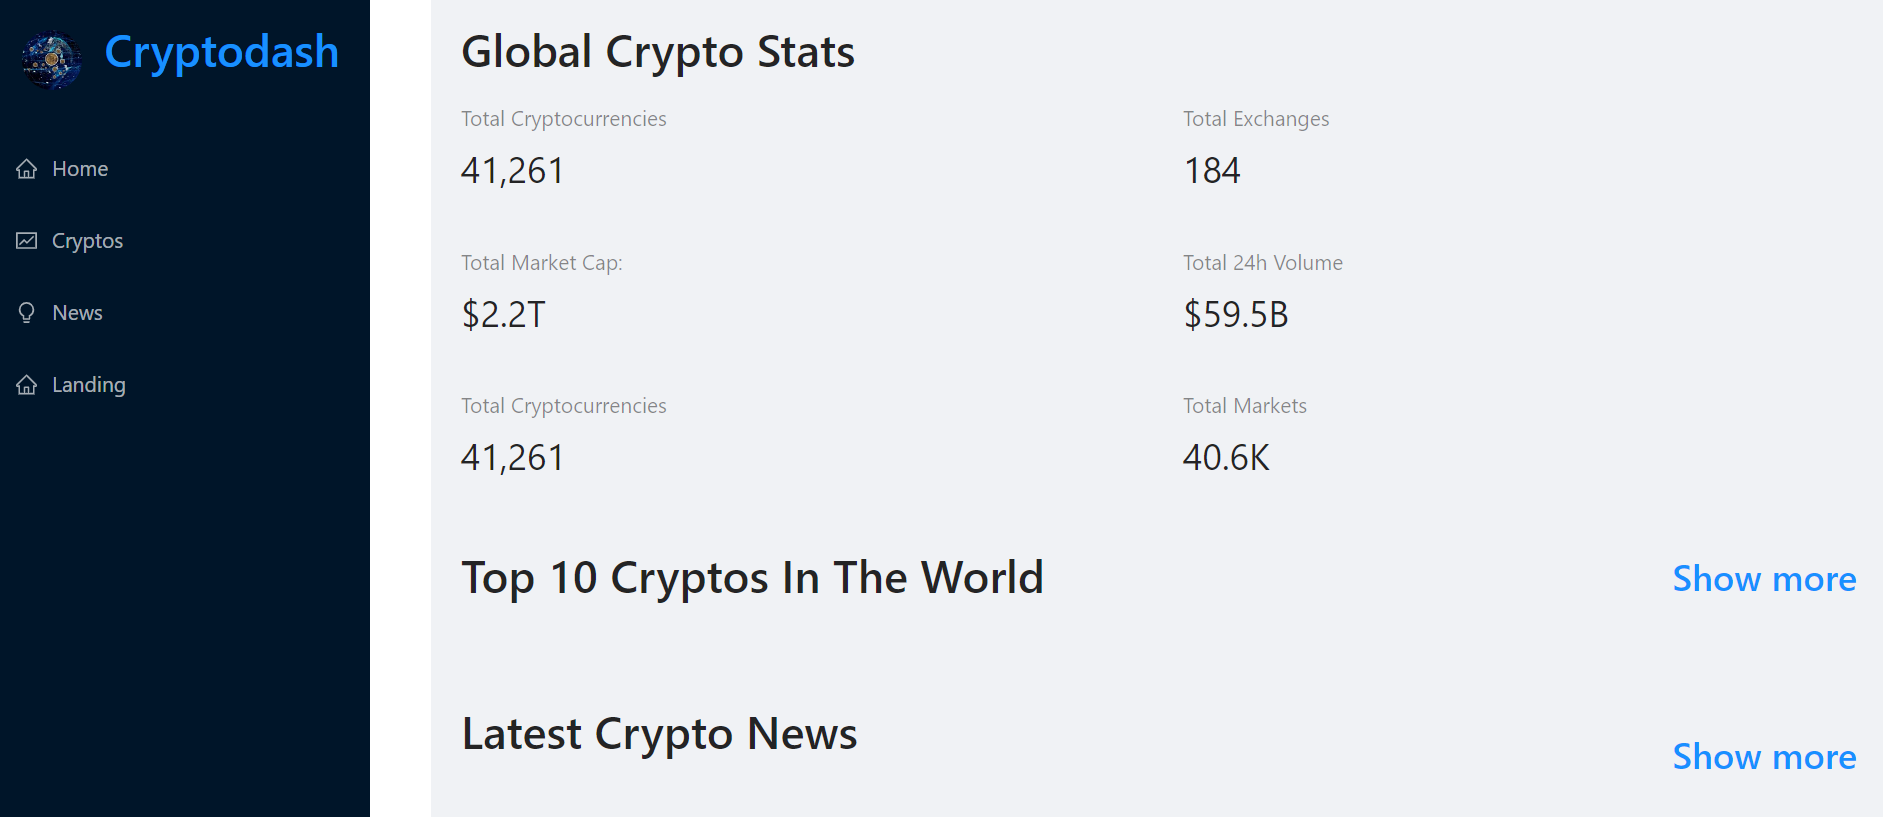 Cryptodash
Home
Cryptos
News
Landing
Global Crypto Stats
Total Cryptocurrencies
41,261
Total Exchanges
184
Total Market Cap:
$2.2T
Total 24h Volume
$59.5B
Total Cryptocurrencies
41,261
Total Markets
40.6K
Top 10 Cryptos In The World
Show more
Latest Crypto News
Show more